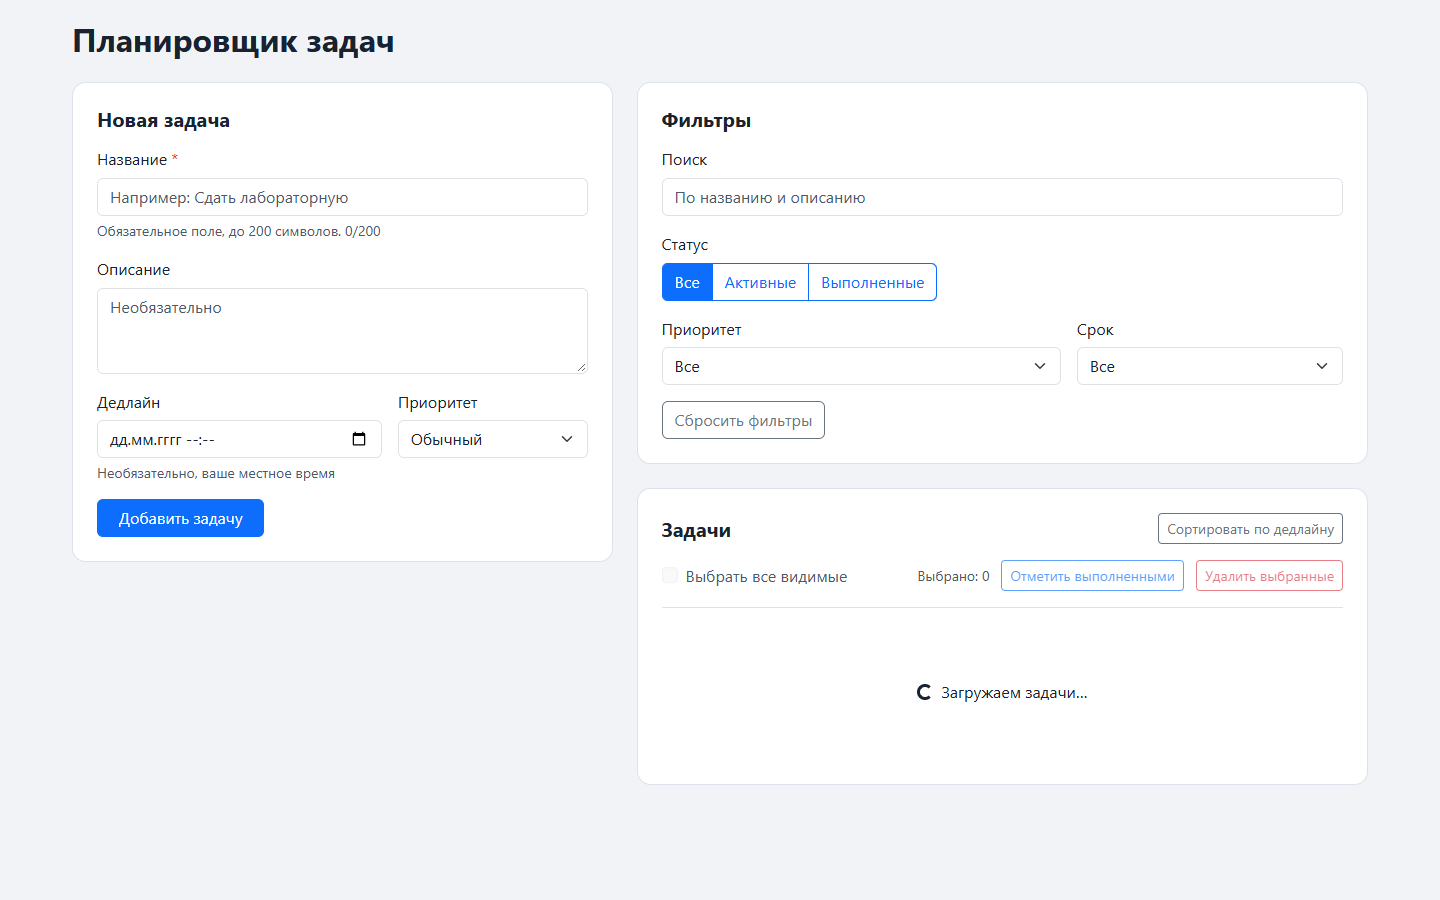 Планировщик задач
Новая задача
Название *
Например: Сдать лабораторную
Обязательное поле, до 200 символов. 0/200
Описание
Необязательно
Дедлайн
Приоритет
дд.мм.гггг --:--
Обычный
Необязательно, ваше местное время
Добавить задачу
Фильтры
Поиск
По названию и описанию
Статус
Все
Активные
Выполненные
Приоритет
Срок
Все
Все
Сбросить фильтры
Задачи
Сортировать по дедлайну
Выбрать все видимые
Выбрано: 0
Отметить выполненными
Удалить выбранные
Загружаем задачи...